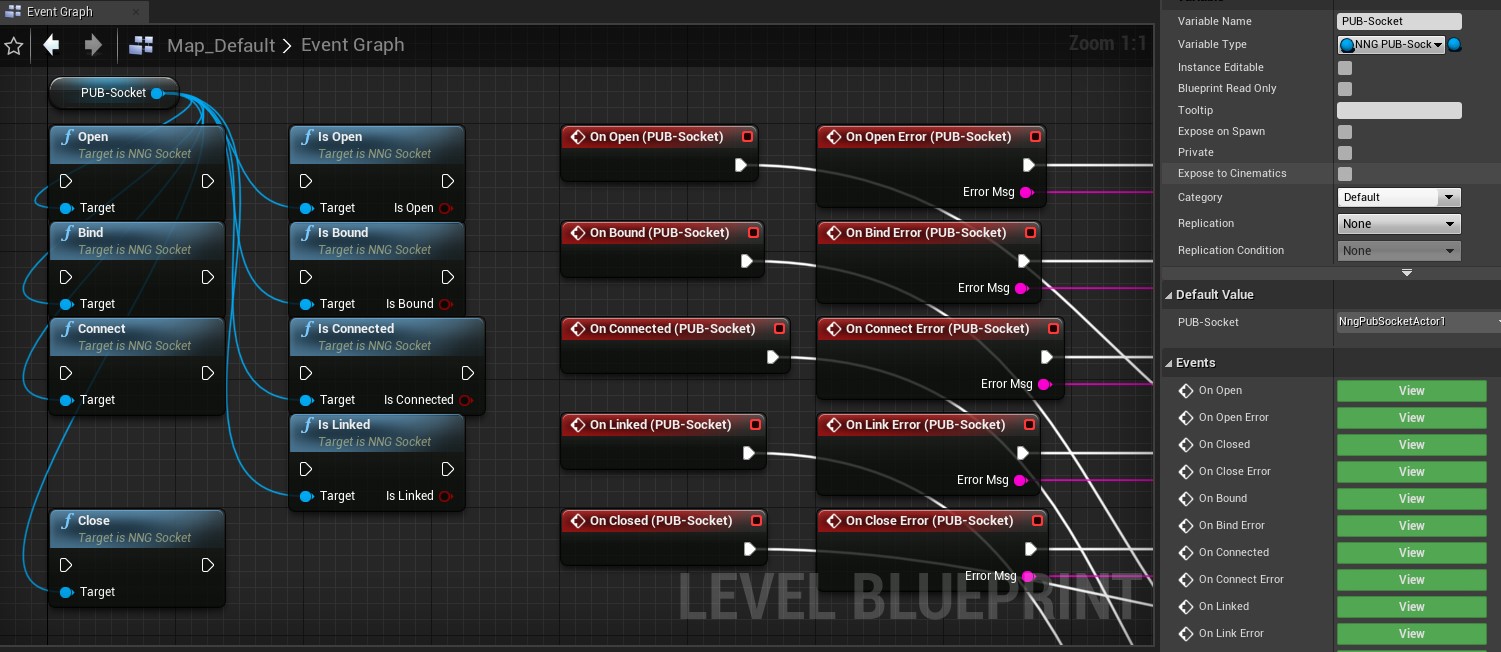 Event Graph
Map_Default > Event Graph
Zoom 1:1
PUB-Socket
Open
Target is NNG Socket
Target
Bind
Target is NNG Socket
Target
Connect
Target is NNG Socket
Target
Close
Target is NNG Socket
Target
Is Open
Target is NNG Socket
Target Is Open
Is Bound
Target is NNG Socket
Target Is Bound
Is Connected
Target is NNG Socket
Target Is Connected
Is Linked
Target is NNG Socket
Target Is Linked
On Open (PUB-Socket)
On Bound (PUB-Socket)
On Connected (PUB-Socket)
On Linked (PUB-Socket)
On Closed (PUB-Socket)
On Open Error (PUB-Socket)
Error Msg
On Bind Error (PUB-Socket)
Error Msg
On Connect Error (PUB-Socket)
Error Msg
On Link Error (PUB-Socket)
Error Msg
On Close Error (PUB-Socket)
Error Msg
LEVEL BLUEPRINT
Variable Name PUB-Socket
Variable Type NNG PUB-Sock
Instance Editable
Blueprint Read Only
Tooltip
Expose on Spawn
Private
Expose to Cinematics
Category Default
Replication None
Replication Condition None
Default Value
PUB-Socket NngPubSocketActor1
Events
On Open View
On Open Error View
On Closed View
On Close Error View
On Bound View
On Bind Error View
On Connected View
On Connect Error View
On Linked View
On Link Error View